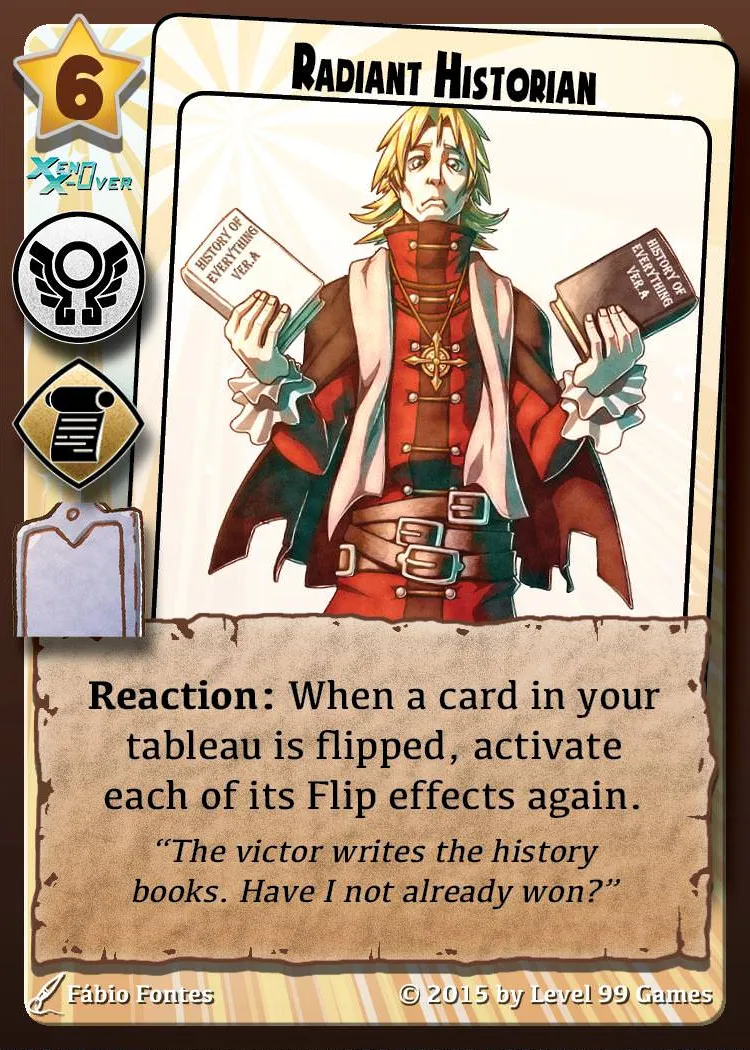 6
RADIANT HISTORIAN
XENO
X-OVER
HISTORY OF
EVERYTHING
VER.A
HISTORY OF
EVERYTHING
VER.A
Reaction: When a card in your
tableau is flipped, activate
each of its Flip effects again.
“The victor writes the history
books. Have I not already won?”
Fábio Fontes
© 2015 by Level 99 Games